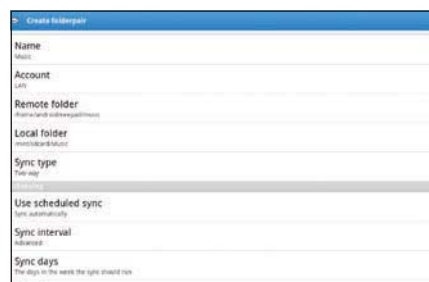 Create folderpair
Name
Music
Account
LAN
Remote folder
Local folder
/mnt/sdcard/Music
Sync type
Two-way
Use scheduled sync
Sync automatically
Sync interval
Advanced
Sync days
The days in the week the sync should run